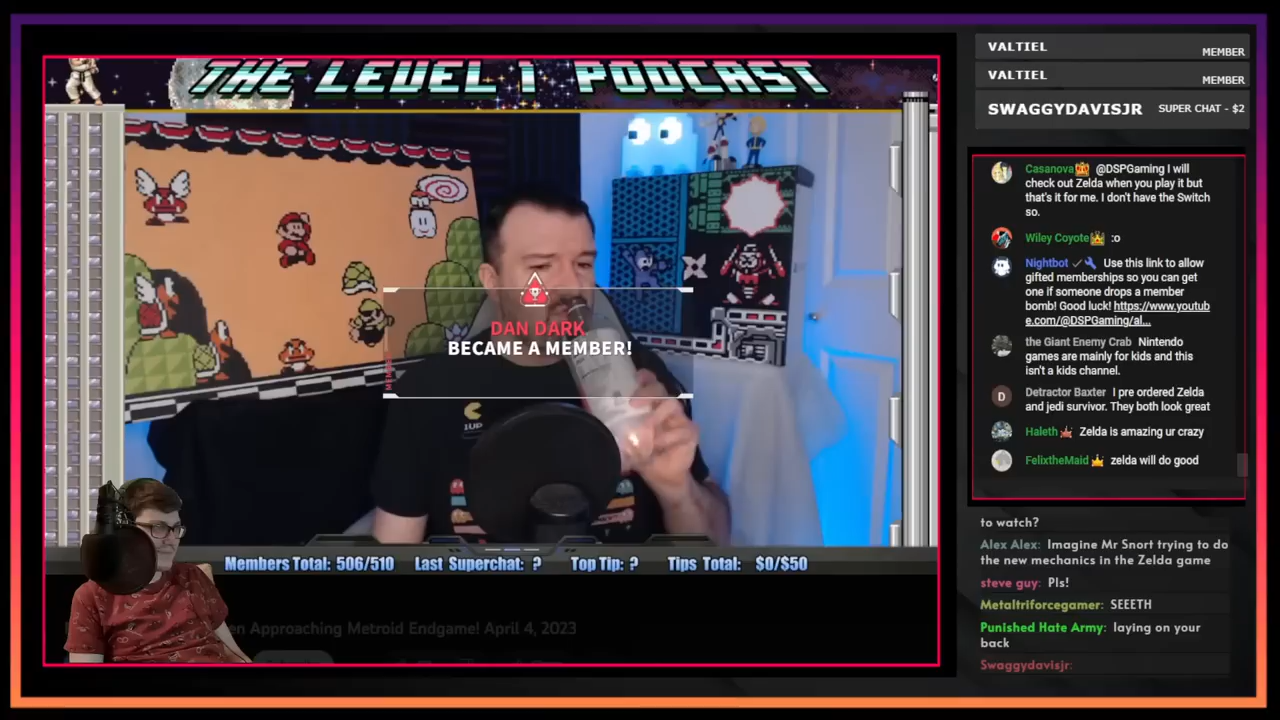 THE LEVEL 1 PODCAST
DAN DARK
BECAME A MEMBER!
1UP
Members Total: 506/510 Last Superchat: ? Top Tip: ? Tips Total: $0/$50
en Approaching Metroid Endgame! April 4, 2023
VALTIEL MEMBER
VALTIEL MEMBER
SWAGGYDAVISJR SUPER CHAT - $2
Casanova @DSPGaming I will
check out Zelda when you play it but
that's it for me. I don't have the Switch
so.
Wiley Coyote :o
Nightbot Use this link to allow
gifted memberships so you can get
one if someone drops a member
bomb! Good luck! https://www.youtub
e.com/@DSPGaming/al...
the Giant Enemy Crab Nintendo
games are mainly for kids and this
isn't a kids channel.
D
Detractor Baxter I pre ordered Zelda
and jedi survivor. They both look great
Haleth Zelda is amazing ur crazy
FelixtheMaid zelda will do good
to watch?
Alex Alex: Imagine Mr Snort trying to do
the new mechanics in the Zelda game
steve guy: Pls!
Metaltriforcegamer: SEEETH
Punished Hate Army: laying on your
back
Swaggydavisjr: